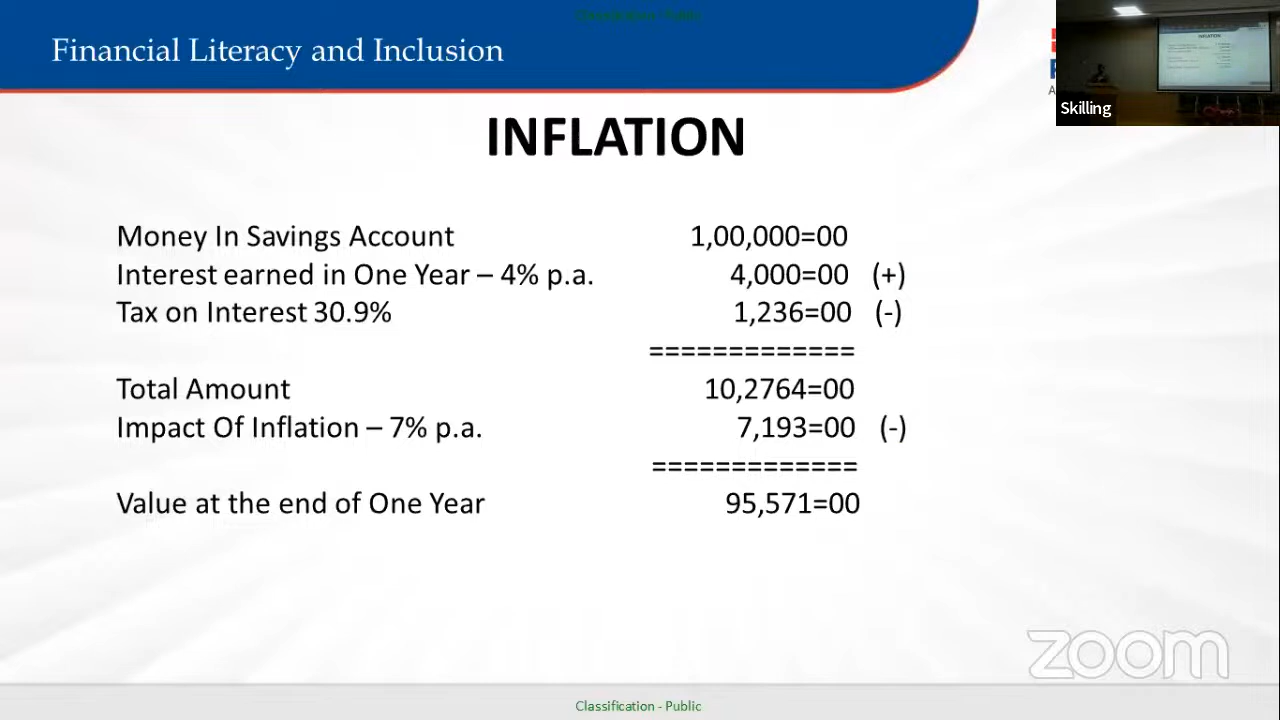 Classification - Public
Financial Literacy and Inclusion
Skilling
INFLATION
Money In Savings Account 1,00,000=00
Interest earned in One Year – 4% p.a. 4,000=00 (+)
Tax on Interest 30.9% 1,236=00 (-)
=============
Total Amount 10,2764=00
Impact Of Inflation – 7% p.a. 7,193=00 (-)
=============
Value at the end of One Year 95,571=00
zoom
Classification - Public